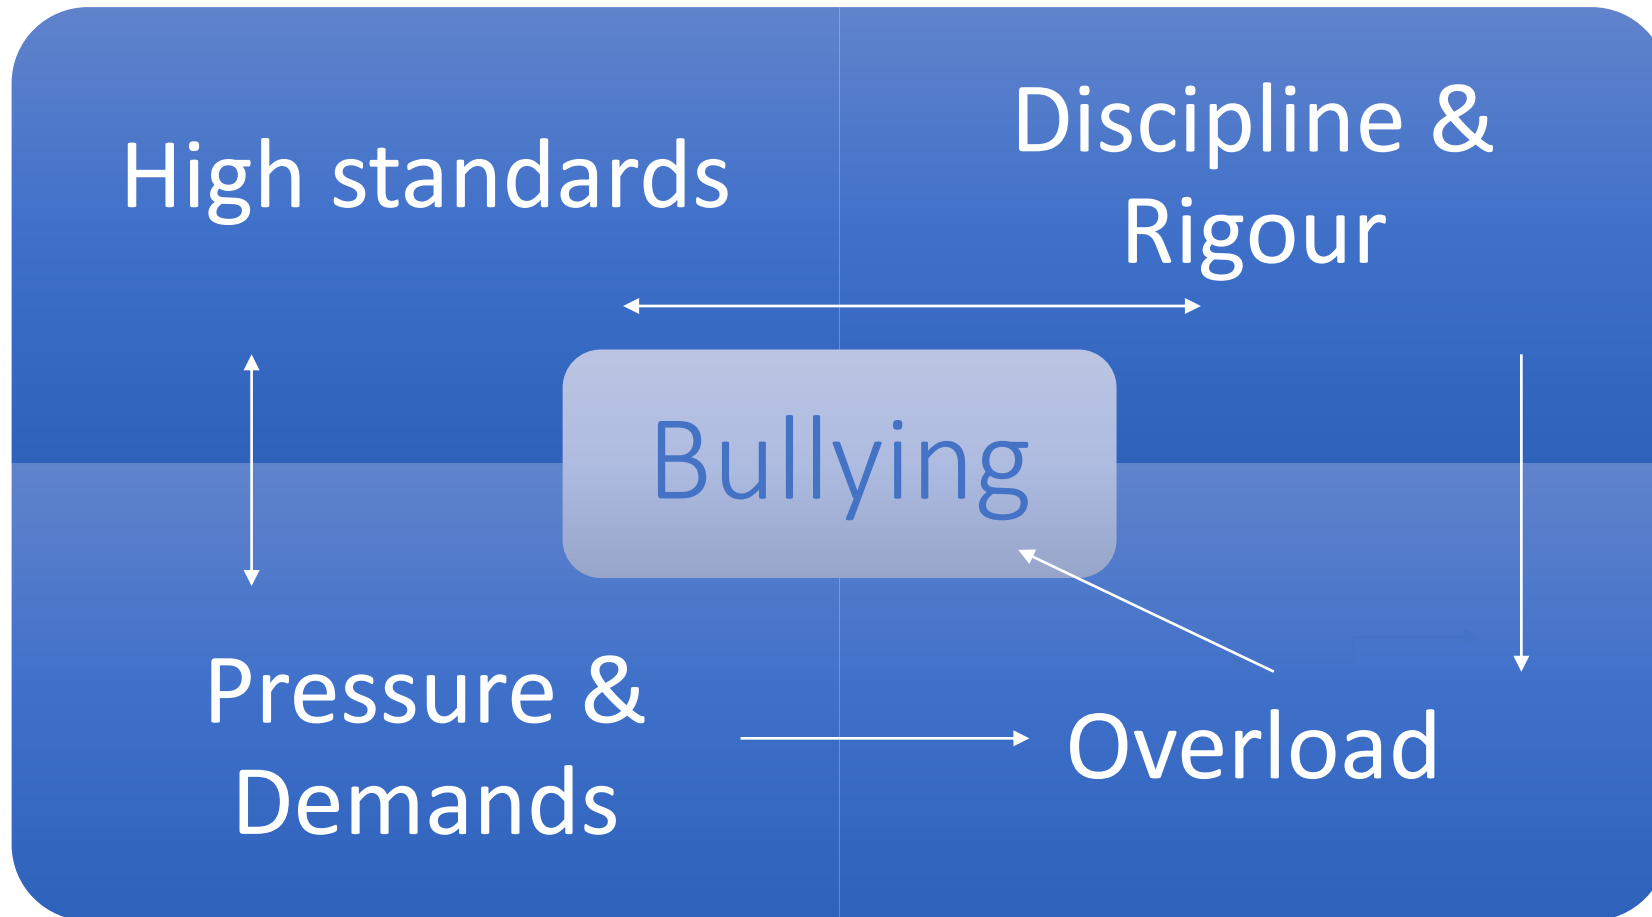 High standards
Discipline &
Rigour
Bullying
Pressure &
Demands
Overload